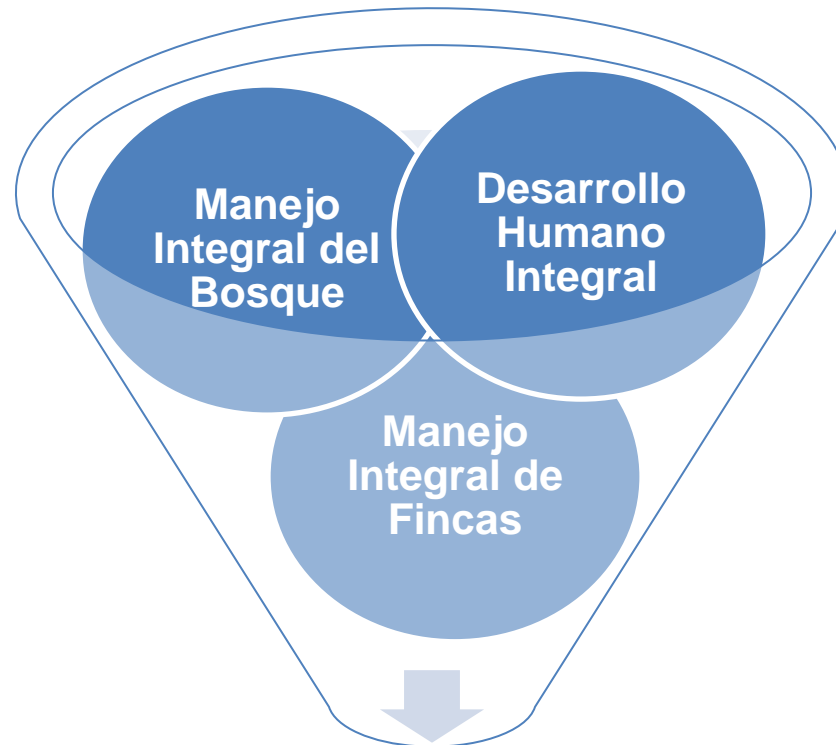 Manejo
Integral del
Bosque
Desarrollo
Humano
Integral
Manejo
Integral de
Fincas